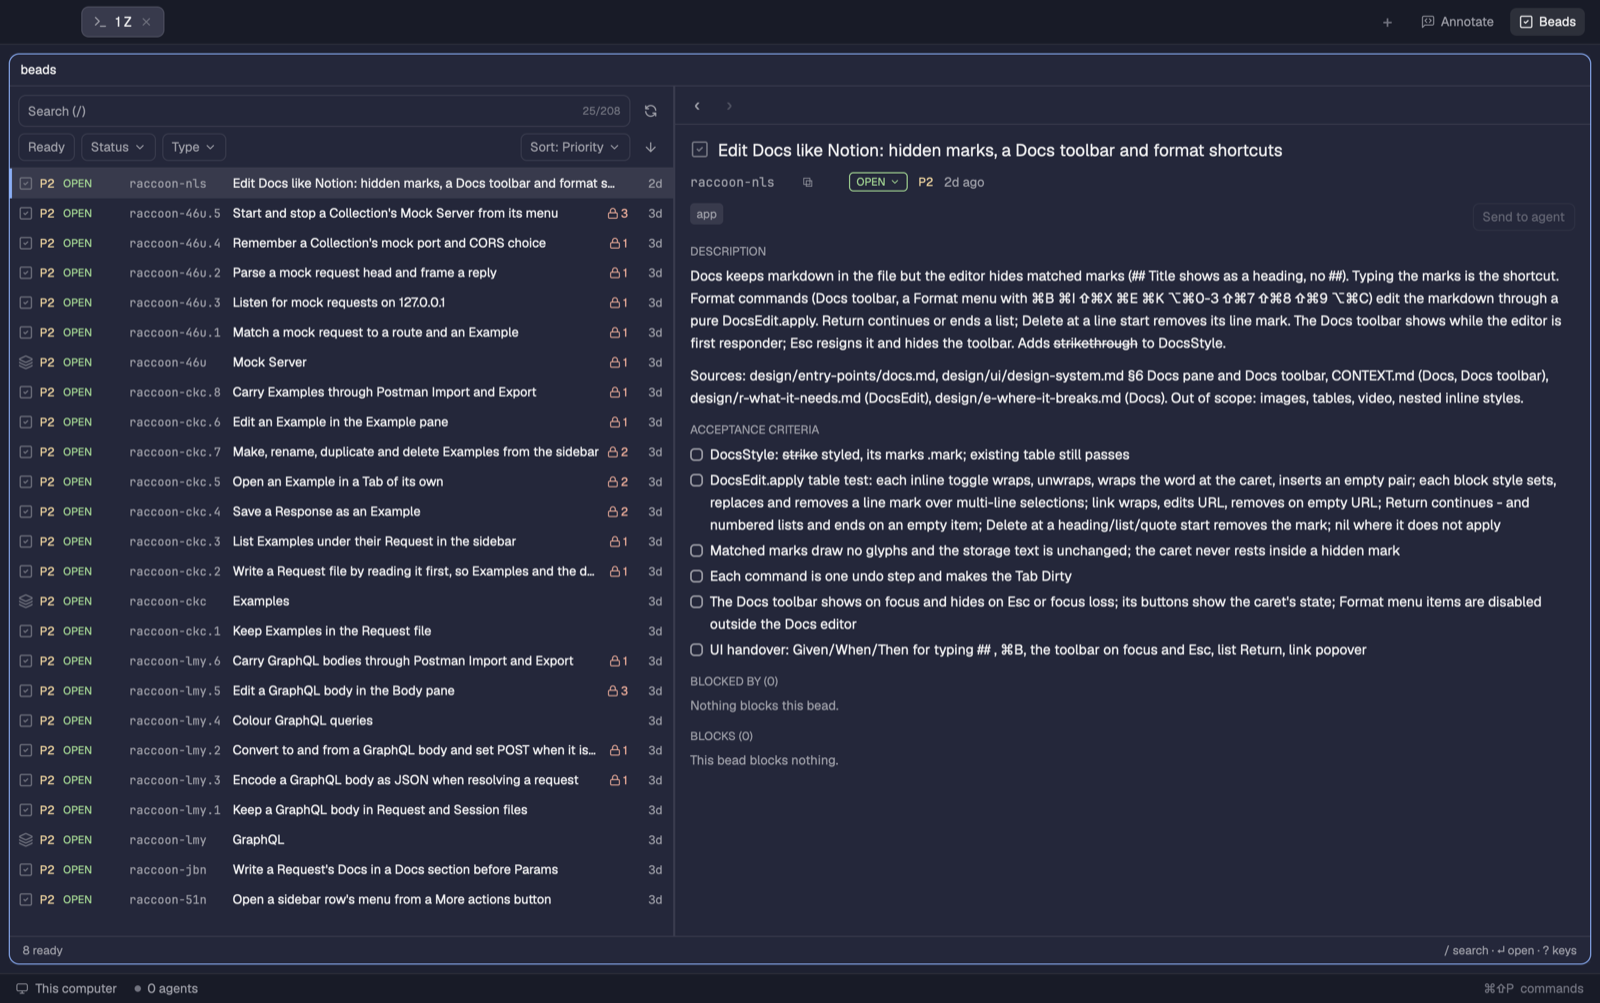 >_ 1 Z ×
+ Annotate Beads
beads
Search (/) 25/208
Ready Status Type Sort: Priority ↓
P2 OPEN raccoon-nls Edit Docs like Notion: hidden marks, a Docs toolbar and format s... 2d
P2 OPEN raccoon-46u.5 Start and stop a Collection's Mock Server from its menu 3 3d
P2 OPEN raccoon-46u.4 Remember a Collection's mock port and CORS choice 1 3d
P2 OPEN raccoon-46u.2 Parse a mock request head and frame a reply 1 3d
P2 OPEN raccoon-46u.3 Listen for mock requests on 127.0.0.1 1 3d
P2 OPEN raccoon-46u.1 Match a mock request to a route and an Example 1 3d
P2 OPEN raccoon-46u Mock Server 1 3d
P2 OPEN raccoon-ckc.8 Carry Examples through Postman Import and Export 1 3d
P2 OPEN raccoon-ckc.6 Edit an Example in the Example pane 1 3d
P2 OPEN raccoon-ckc.7 Make, rename, duplicate and delete Examples from the sidebar 2 3d
P2 OPEN raccoon-ckc.5 Open an Example in a Tab of its own 2 3d
P2 OPEN raccoon-ckc.4 Save a Response as an Example 2 3d
P2 OPEN raccoon-ckc.3 List Examples under their Request in the sidebar 1 3d
P2 OPEN raccoon-ckc.2 Write a Request file by reading it first, so Examples and the d... 1 3d
P2 OPEN raccoon-ckc Examples 3d
P2 OPEN raccoon-ckc.1 Keep Examples in the Request file 3d
P2 OPEN raccoon-lmy.6 Carry GraphQL bodies through Postman Import and Export 1 3d
P2 OPEN raccoon-lmy.5 Edit a GraphQL body in the Body pane 3 3d
P2 OPEN raccoon-lmy.4 Colour GraphQL queries 3d
P2 OPEN raccoon-lmy.2 Convert to and from a GraphQL body and set POST when it is... 1 3d
P2 OPEN raccoon-lmy.3 Encode a GraphQL body as JSON when resolving a request 1 3d
P2 OPEN raccoon-lmy.1 Keep a GraphQL body in Request and Session files 3d
P2 OPEN raccoon-lmy GraphQL 3d
P2 OPEN raccoon-jbn Write a Request's Docs in a Docs section before Params 3d
P2 OPEN raccoon-51n Open a sidebar row's menu from a More actions button 3d
8 ready
‹ ›
Edit Docs like Notion: hidden marks, a Docs toolbar and format shortcuts
raccoon-nls OPEN P2 2d ago
app Send to agent
DESCRIPTION
Docs keeps markdown in the file but the editor hides matched marks (## Title shows as a heading, no ##). Typing the marks is the shortcut.
Format commands (Docs toolbar, a Format menu with ⌘B ⌘I ⇧⌘X ⌘E ⌘K ⌥⌘0-3 ⇧⌘7 ⇧⌘8 ⇧⌘9 ⌥⌘C) edit the markdown through a
pure DocsEdit.apply. Return continues or ends a list; Delete at a line start removes its line mark. The Docs toolbar shows while the editor is
first responder; Esc resigns it and hides the toolbar. Adds strikethrough to DocsStyle.
Sources: design/entry-points/docs.md, design/ui/design-system.md §6 Docs pane and Docs toolbar, CONTEXT.md (Docs, Docs toolbar),
design/r-what-it-needs.md (DocsEdit), design/e-where-it-breaks.md (Docs). Out of scope: images, tables, video, nested inline styles.
ACCEPTANCE CRITERIA
DocsStyle: strike styled, its marks .mark; existing table still passes
DocsEdit.apply table test: each inline toggle wraps, unwraps, wraps the word at the caret, inserts an empty pair; each block style sets,
replaces and removes a line mark over multi-line selections; link wraps, edits URL, removes on empty URL; Return continues - and
numbered lists and ends on an empty item; Delete at a heading/list/quote start removes the mark; nil where it does not apply
Matched marks draw no glyphs and the storage text is unchanged; the caret never rests inside a hidden mark
Each command is one undo step and makes the Tab Dirty
The Docs toolbar shows on focus and hides on Esc or focus loss; its buttons show the caret's state; Format menu items are disabled
outside the Docs editor
UI handover: Given/When/Then for typing ## , ⌘B, the toolbar on focus and Esc, list Return, link popover
BLOCKED BY (0)
Nothing blocks this bead.
BLOCKS (0)
This bead blocks nothing.
/ search · ↵ open · ? keys
This computer 0 agents
⌘⇧P commands